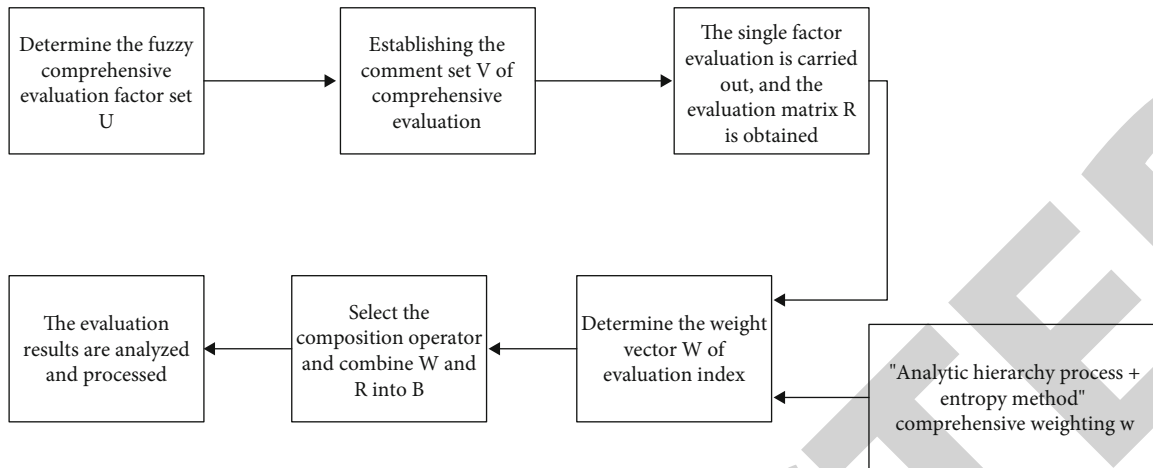 Determine the fuzzy
comprehensive
evaluation factor set
U
Establishing the
comment set V of
comprehensive
evaluation
The single factor
evaluation is carried
out, and the
evaluation matrix R
is obtained
The evaluation
results are analyzed
and processed
Select the
composition operator
and combine W and
R into B
Determine the weight
vector W of
evaluation index
"Analytic hierarchy process +
entropy method"
comprehensive weighting w